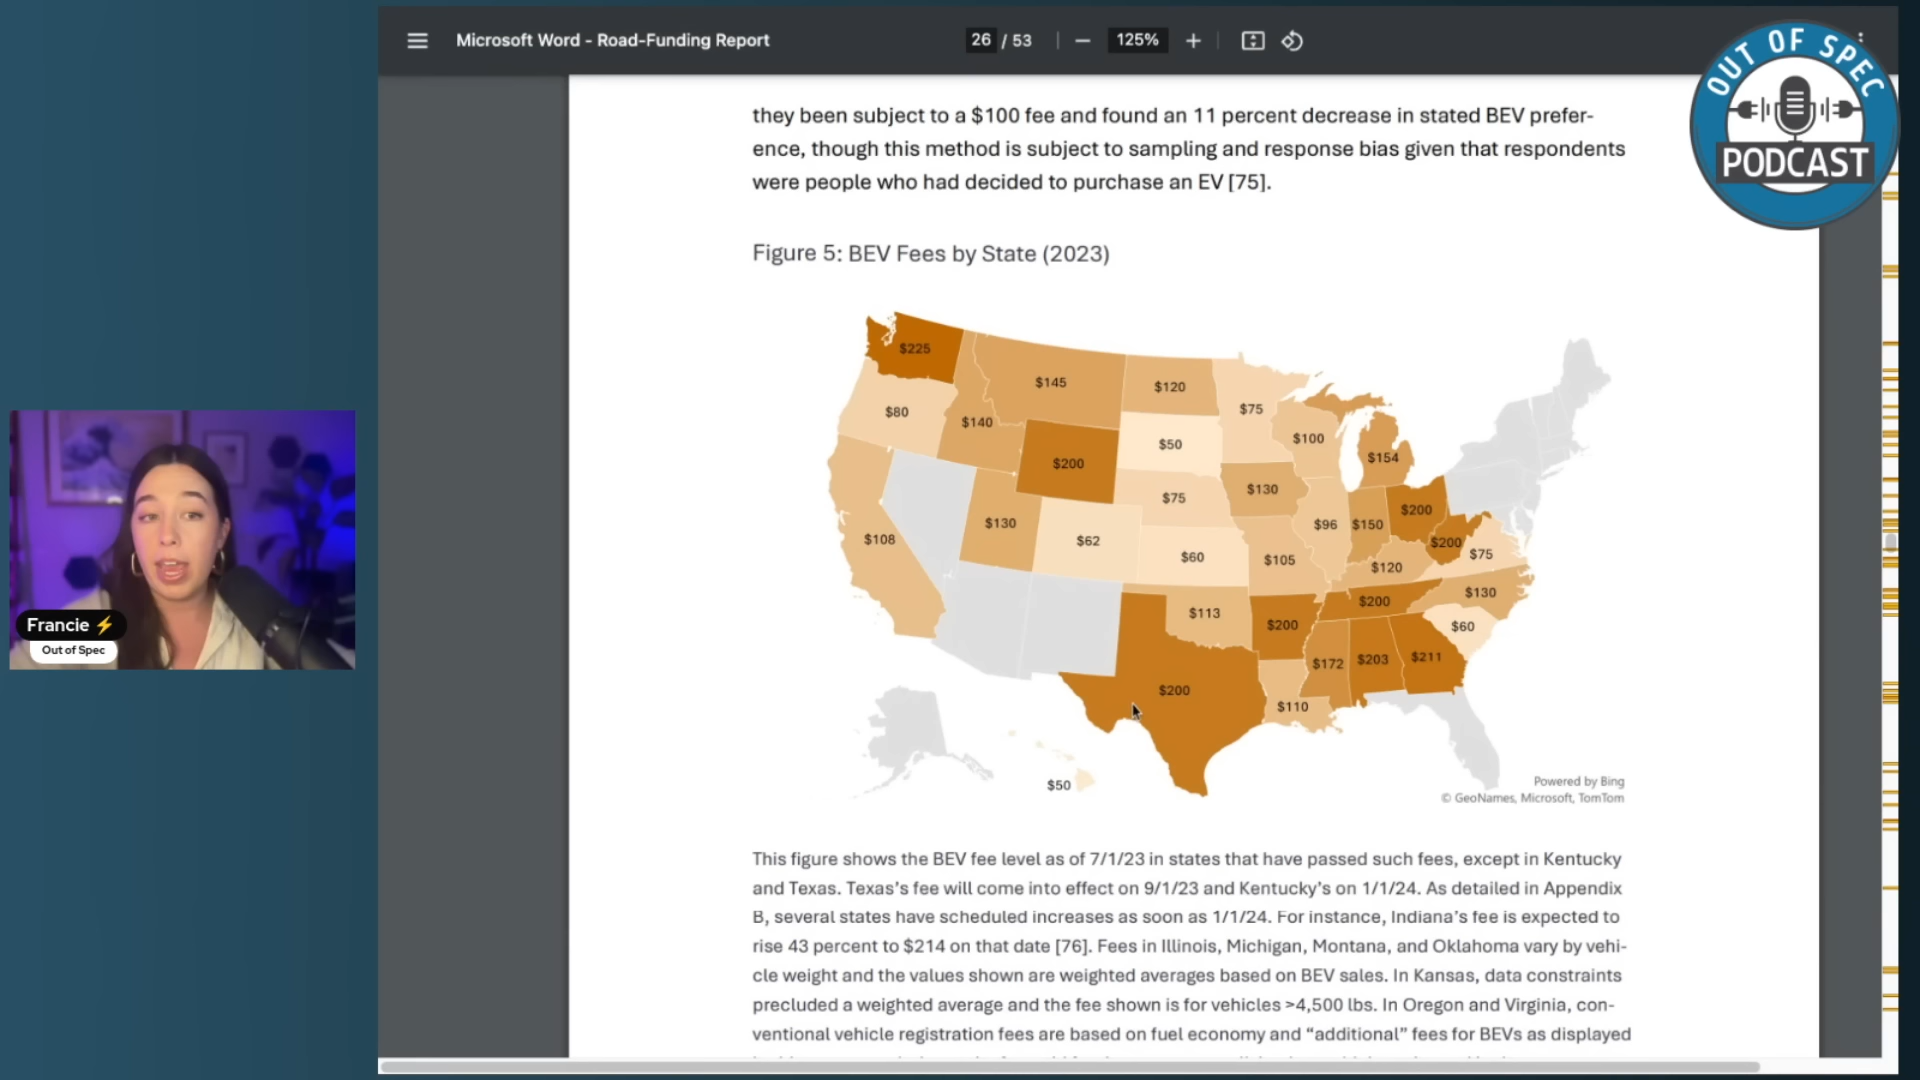 Microsoft Word - Road-Funding Report
26 / 53
125%
OUT OF SPEC
PODCAST
they been subject to a $100 fee and found an 11 percent decrease in stated BEV prefer-
ence, though this method is subject to sampling and response bias given that respondents
were people who had decided to purchase an EV [75].
Figure 5: BEV Fees by State (2023)
$225
$145
$120
$80
$140
$75
$50
$100
$200
$154
$75
$130
$200
$130
$96
$150
$108
$62
$200
$60
$105
$75
$120
$130
$200
$113
$200
$60
$172
$203
$211
$200
$110
$50
Powered by Bing
© GeoNames, Microsoft, TomTom
Francie ⚡
Out of Spec
This figure shows the BEV fee level as of 7/1/23 in states that have passed such fees, except in Kentucky
and Texas. Texas's fee will come into effect on 9/1/23 and Kentucky's on 1/1/24. As detailed in Appendix
B, several states have scheduled increases as soon as 1/1/24. For instance, Indiana's fee is expected to
rise 43 percent to $214 on that date [76]. Fees in Illinois, Michigan, Montana, and Oklahoma vary by vehi-
cle weight and the values shown are weighted averages based on BEV sales. In Kansas, data constraints
precluded a weighted average and the fee shown is for vehicles >4,500 lbs. In Oregon and Virginia, con-
ventional vehicle registration fees are based on fuel economy and “additional” fees for BEVs as displayed